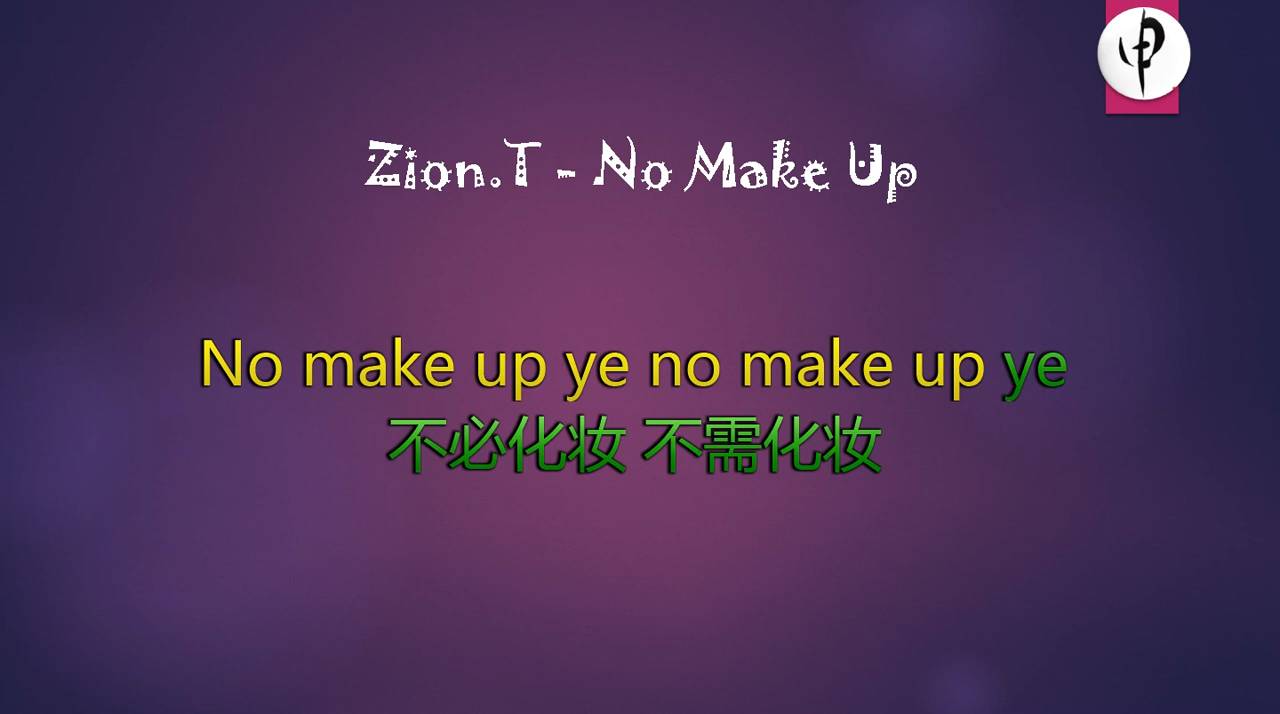 Zion.T - No Make Up
No make up ye no make up ye
不必化妆 不需化妆